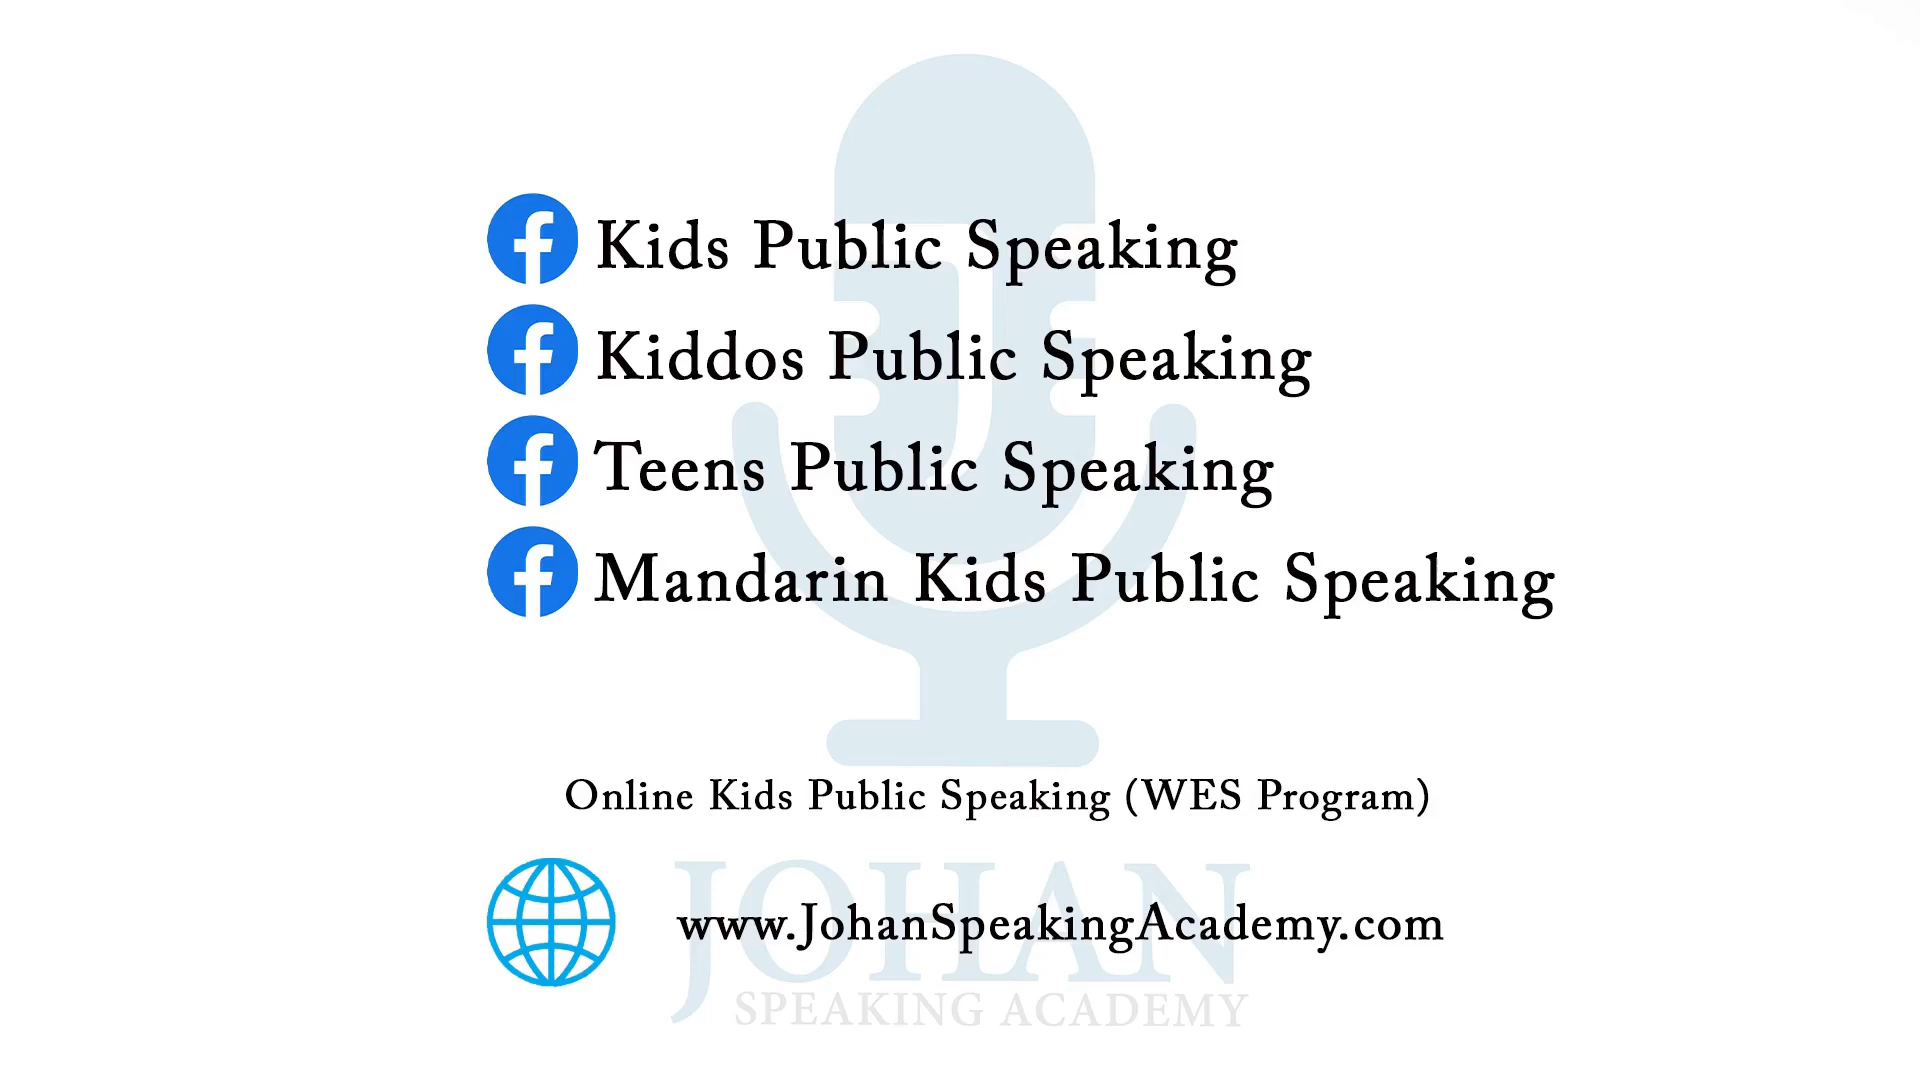 Kids Public Speaking
Kiddos Public Speaking
Teens Public Speaking
Mandarin Kids Public Speaking
Online Kids Public Speaking (WES Program)
www.JohanSpeakingAcademy.com
JOHAN
SPEAKING ACADEMY